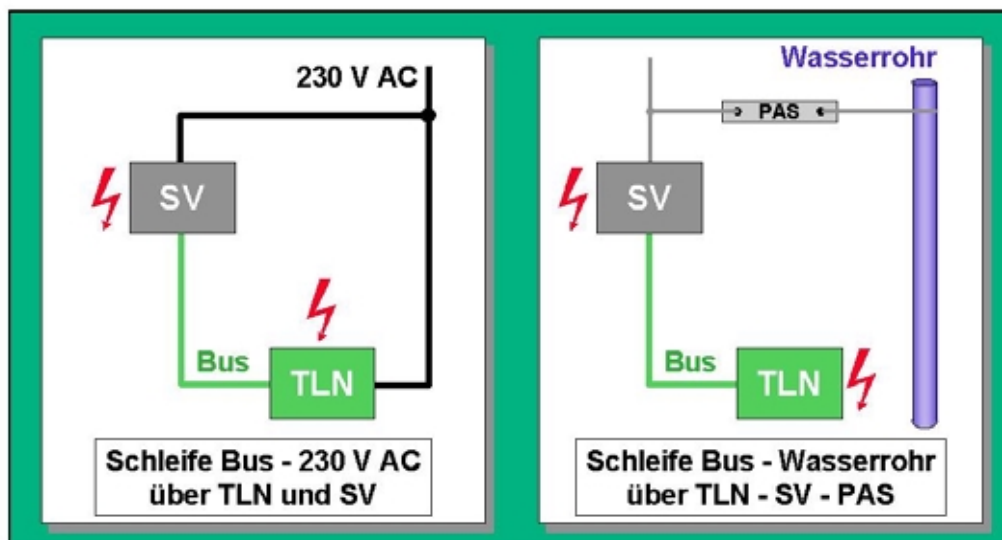 230 V AC
SV
Bus
TLN
Schleife Bus - 230 V AC
über TLN und SV
Wasserrohr
PAS
SV
Bus
TLN
Schleife Bus - Wasserrohr
über TLN - SV - PAS